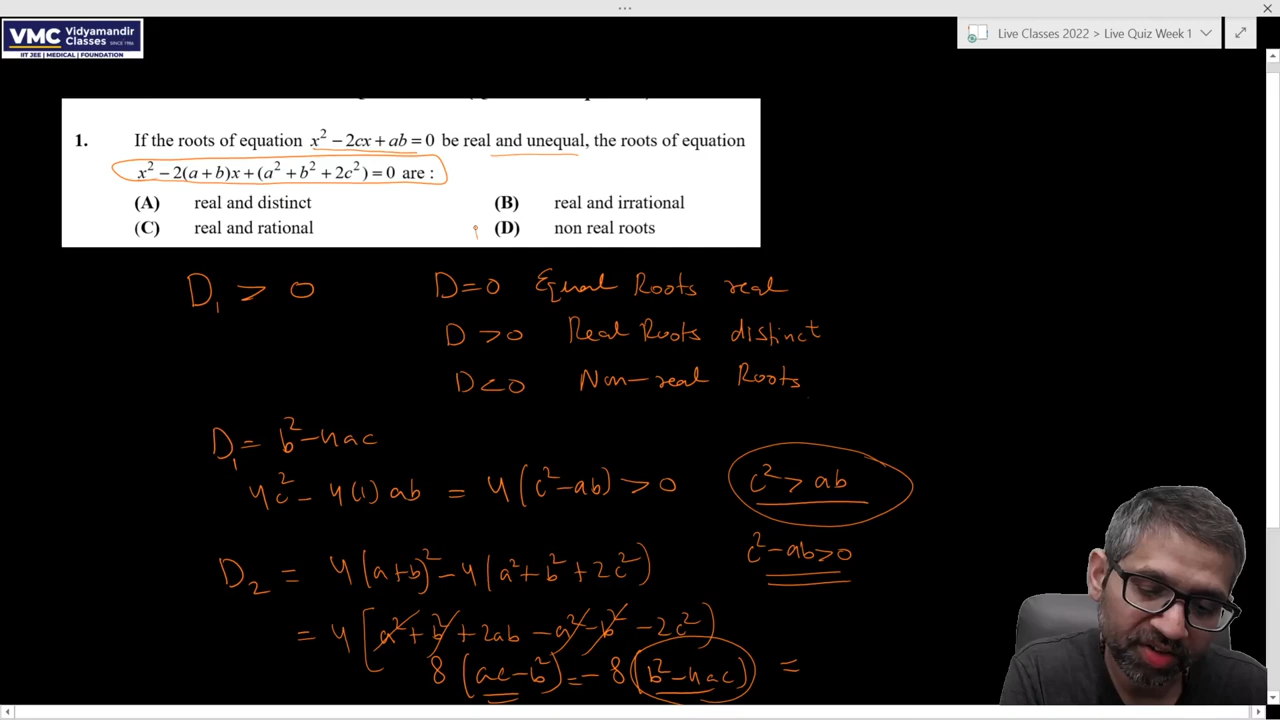 VMC Vidyamandir Classes SINCE 1986
IIT JEE | MEDICAL | FOUNDATION
Live Classes 2022 > Live Quiz Week 1
1. If the roots of equation x² − 2cx + ab = 0 be real and unequal, the roots of equation
x² − 2(a + b)x + (a² + b² + 2c²) = 0 are :
(A) real and distinct (B) real and irrational
(C) real and rational (D) non real roots
D₁ > 0 D=0 Equal Roots real
D >0 Real Roots distinct
D<0 Non-real Roots
D₁ = b²-4ac
4c² - 4(1) ab = 4(c²-ab) > 0 c² > ab
c²-ab>0
D₂ = 4(a+b)² - 4(a²+b²+2c²)
= 4[a²+b²+2ab -a²-b² -2c²)
8 (ac-b²) = -8 (b²-4ac) =